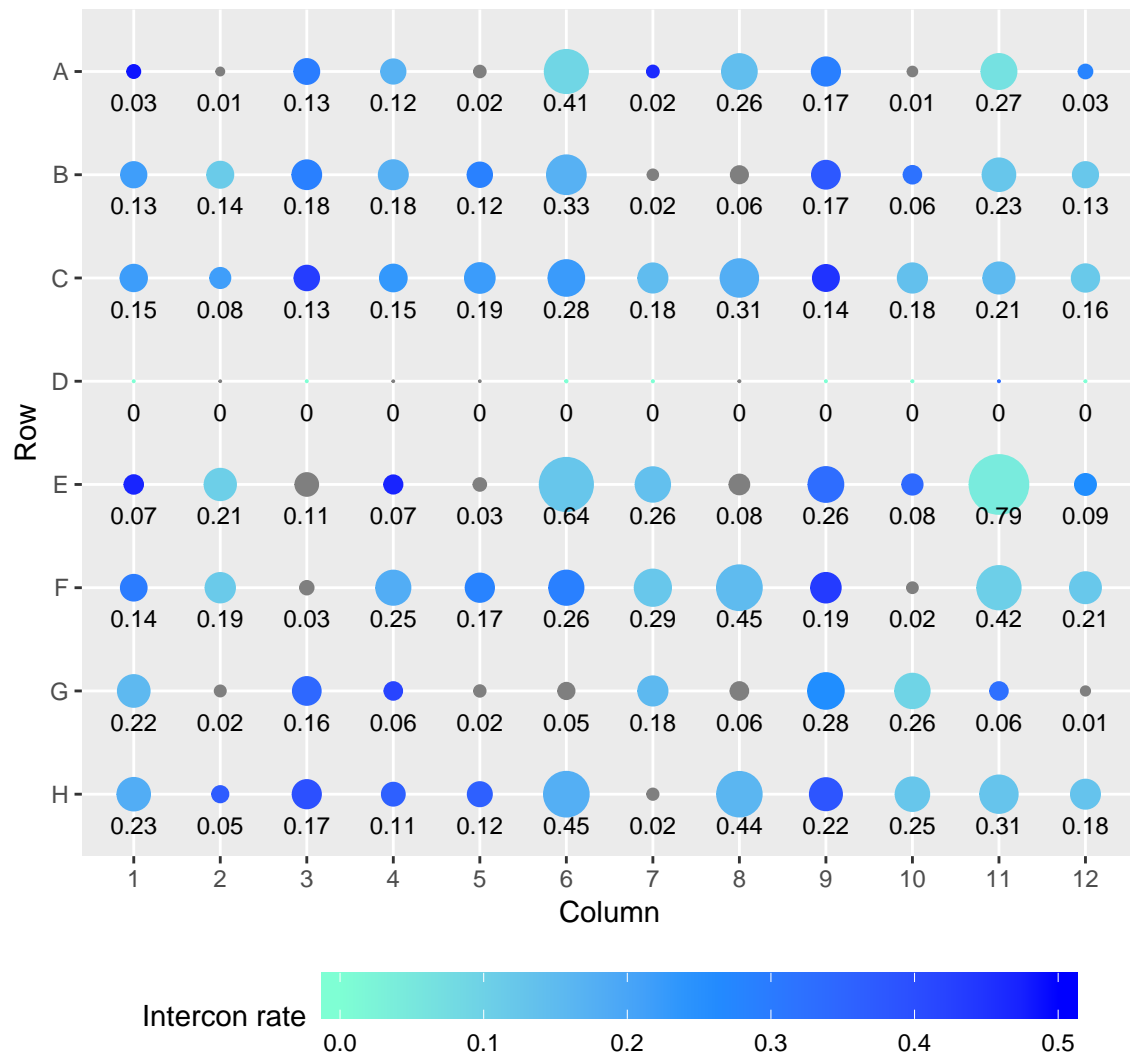 A
0.03 0.01 0.13 0.12 0.02 0.41 0.02 0.26 0.17 0.01 0.27 0.03
B
0.13 0.14 0.18 0.18 0.12 0.33 0.02 0.06 0.17 0.06 0.23 0.13
C
0.15 0.08 0.13 0.15 0.19 0.28 0.18 0.31 0.14 0.18 0.21 0.16
D
0 0 0 0 0 0 0 0 0 0 0 0
Row
E
0.07 0.21 0.11 0.07 0.03 0.64 0.26 0.08 0.26 0.08 0.79 0.09
F
0.14 0.19 0.03 0.25 0.17 0.26 0.29 0.45 0.19 0.02 0.42 0.21
G
0.22 0.02 0.16 0.06 0.02 0.05 0.18 0.06 0.28 0.26 0.06 0.01
H
0.23 0.05 0.17 0.11 0.12 0.45 0.02 0.44 0.22 0.25 0.31 0.18
1 2 3 4 5 6 7 8 9 10 11 12
Column
Intercon rate
0.0 0.1 0.2 0.3 0.4 0.5